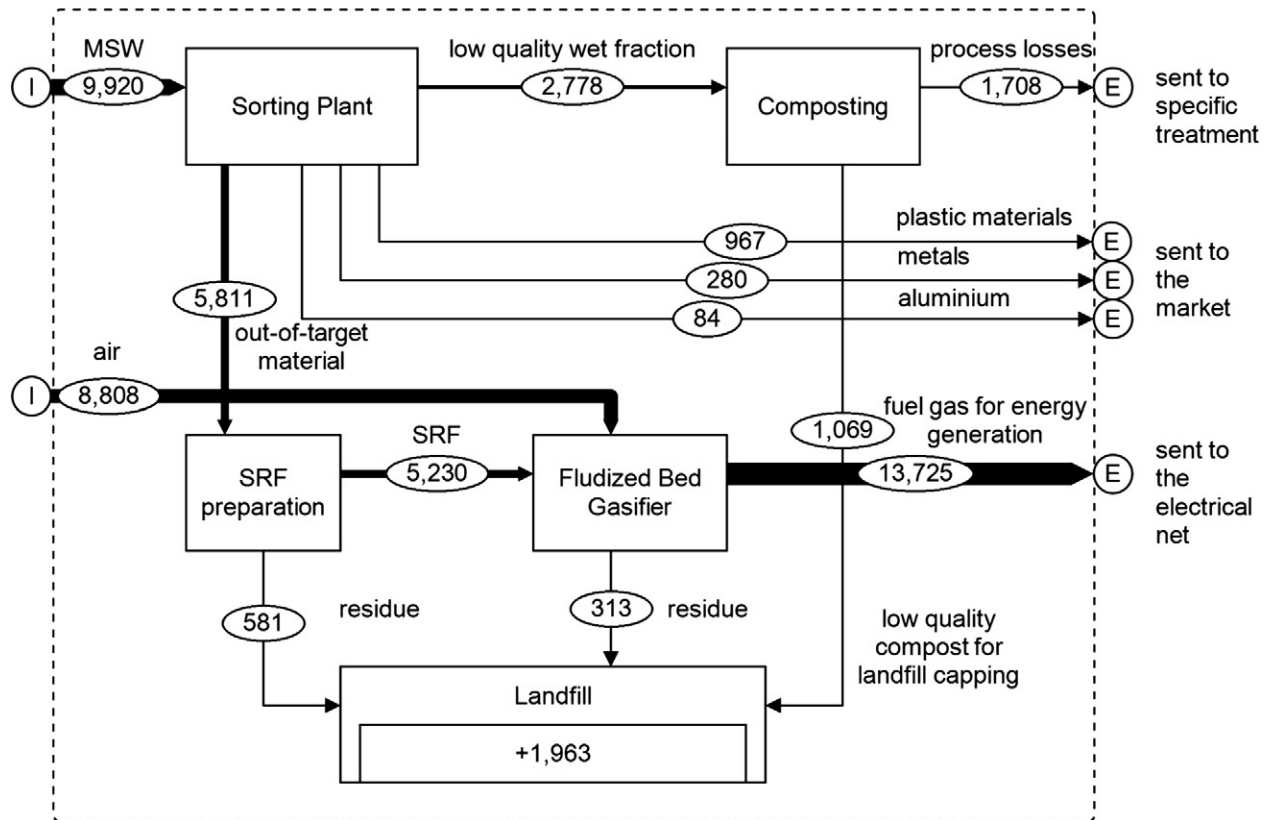 MSW
I
9,920
Sorting Plant
low quality wet fraction
2,778
Composting
process losses
1,708
E
sent to
specific
treatment
plastic materials
967
E
metals
280
E
aluminium
84
E
sent to
the
market
5,811
out-of-target
material
air
I
8,808
SRF
preparation
SRF
5,230
Fludized Bed
Gasifier
1,069
fuel gas for energy
generation
13,725
E
sent to
the
electrical
net
581
residue
313
residue
low quality
compost for
landfill capping
Landfill
+1,963